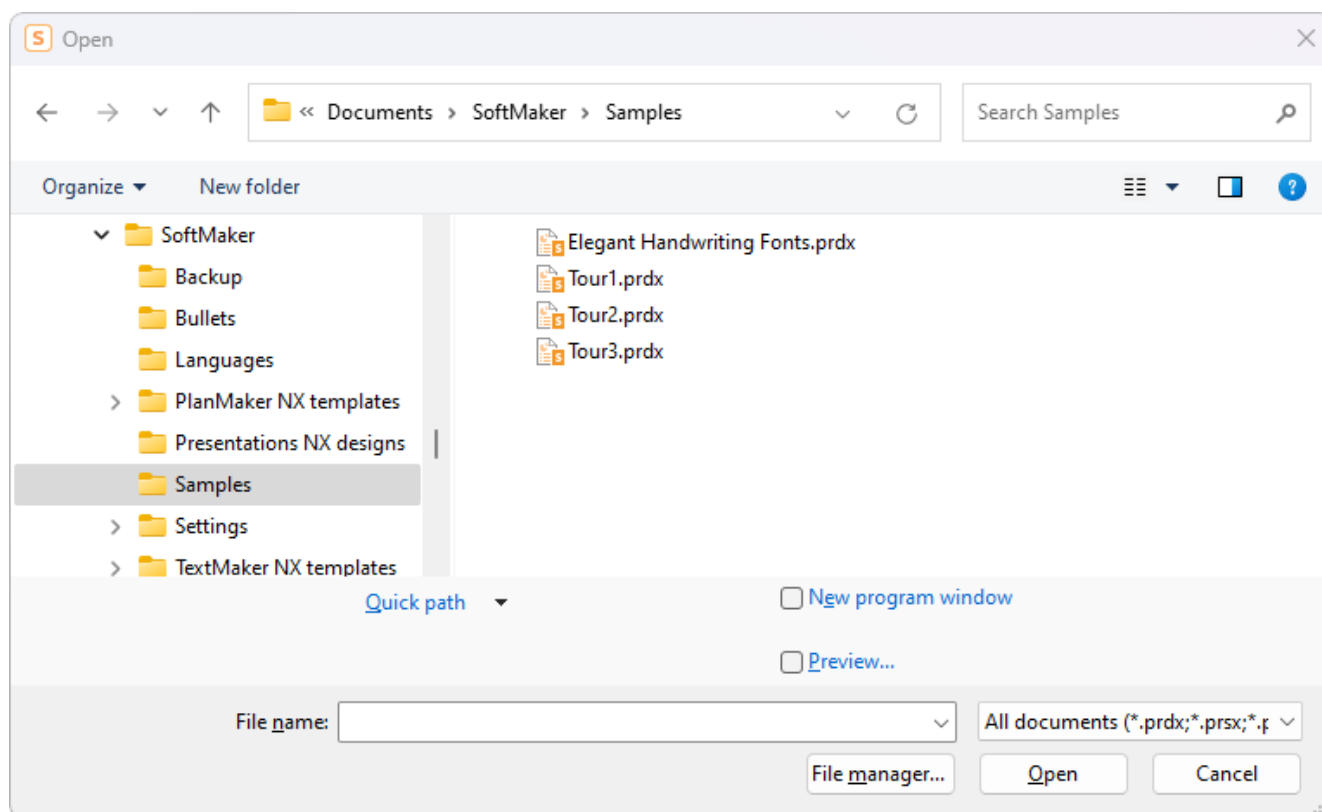 S Open
« Documents > SoftMaker > Samples
Search Samples
Organize
New folder
?
SoftMaker
Backup
Bullets
Languages
PlanMaker NX templates
Presentations NX designs
Samples
Settings
TextMaker NX templates
Elegant Handwriting Fonts.prdx
Tour1.prdx
Tour2.prdx
Tour3.prdx
Quick path
New program window
Preview...
File name:
All documents (*.prdx;*.prsx;*.p
File manager...
Open
Cancel